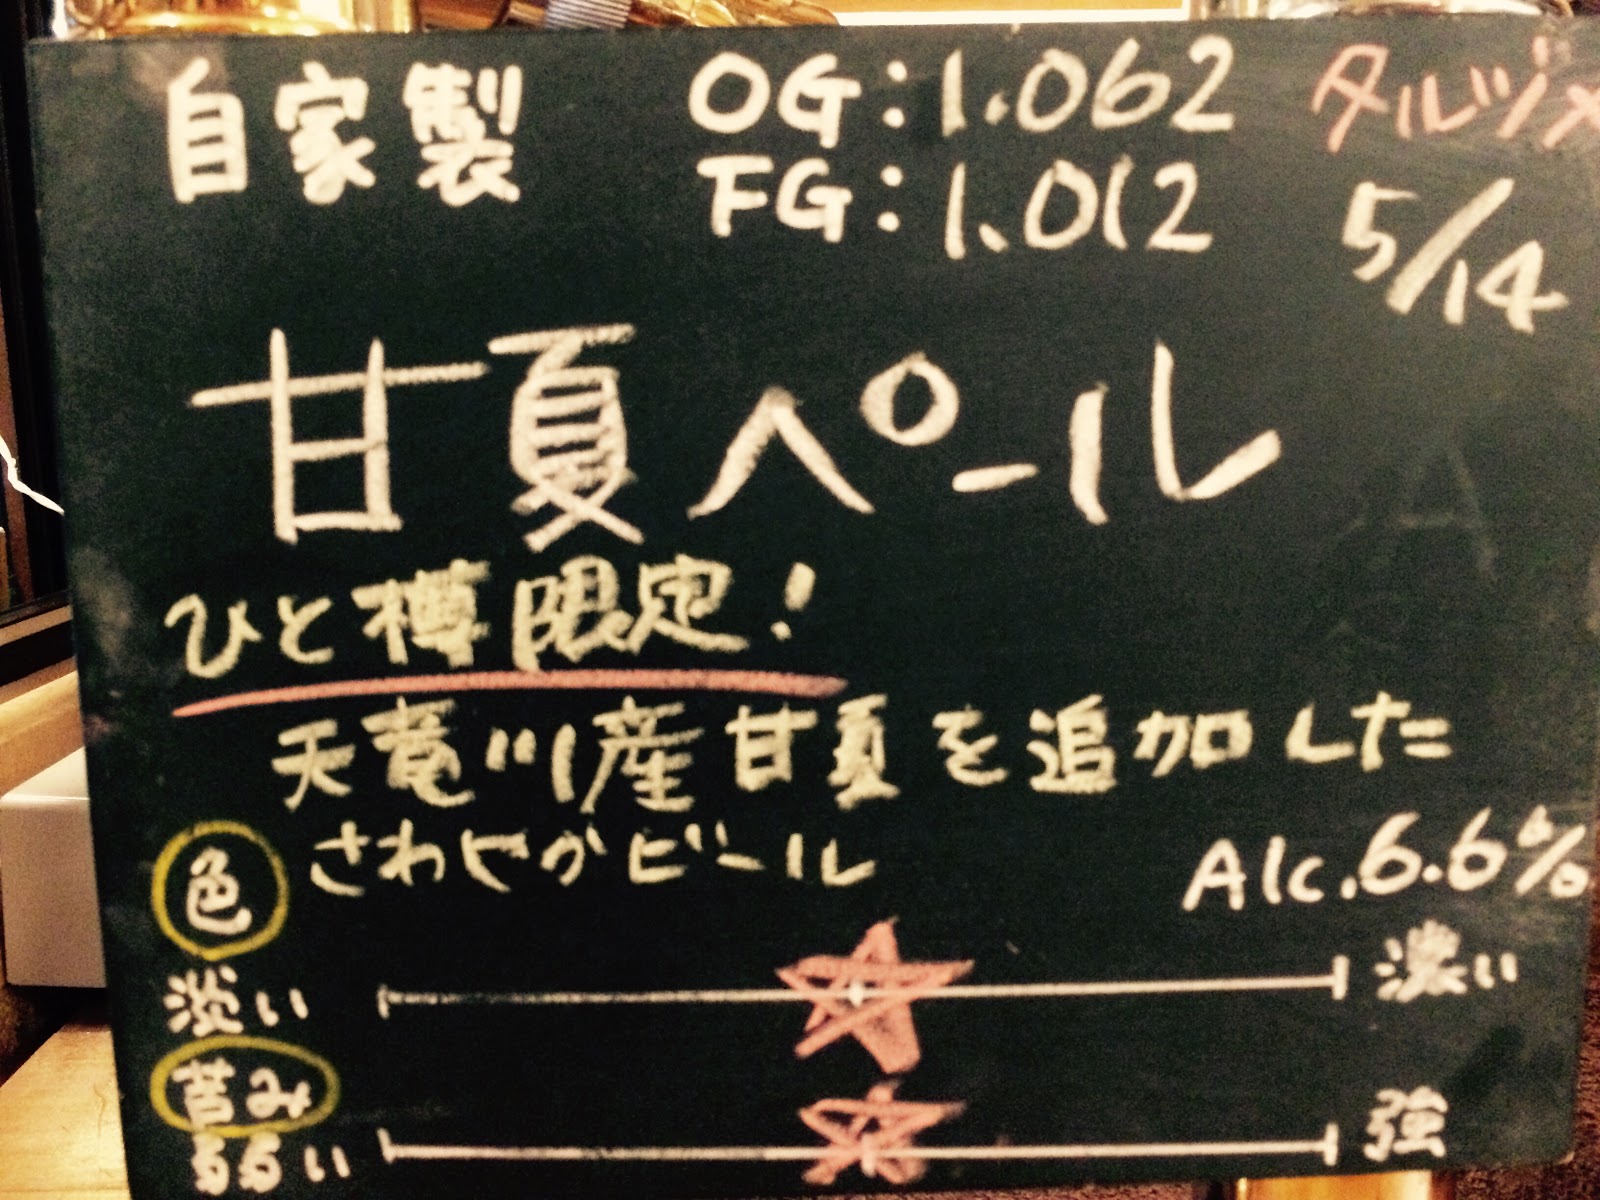 自家製
OG:1.062
FG:1.012
タルヅメ
5/14
甘夏ペール
ひと樽限定!
天竜川産甘夏を追加した
さわやかビール
Alc.6.6%
色
淡い
濃い
苦み
弱い
強